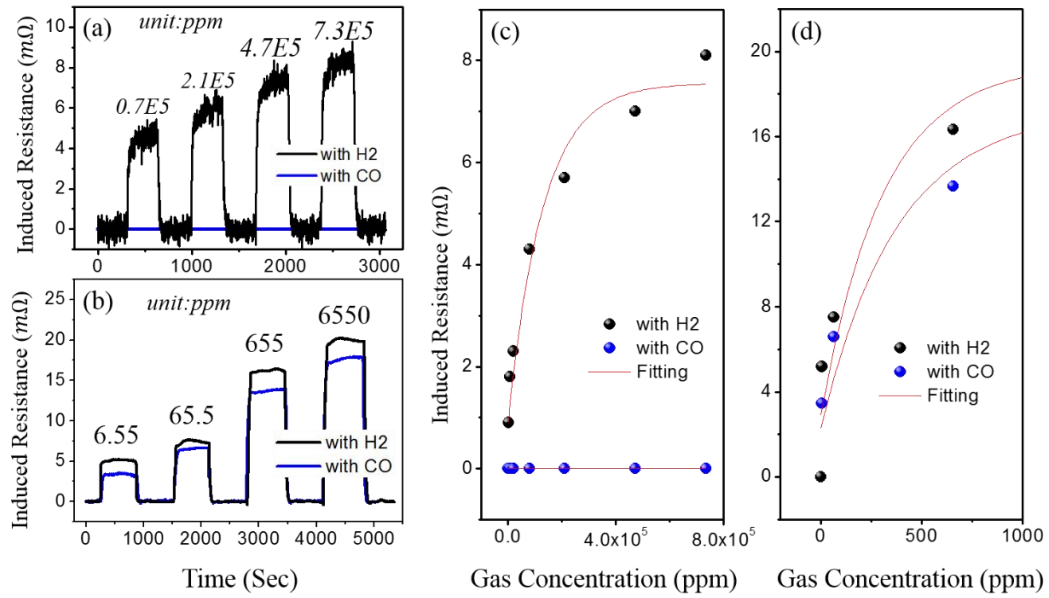 (a)
unit:ppm
0.7E5
2.1E5
4.7E5
7.3E5
with H2
with CO
10
8
6
4
2
0
0 1000 2000 3000
Induced Resistance (mΩ)
(b)
unit:ppm
6.55
65.5
655
6550
with H2
with CO
25
20
15
10
5
0
0 1000 2000 3000 4000 5000
Induced Resistance (mΩ)
Time (Sec)
(c)
8
6
4
2
0
with H2
with CO
Fitting
0.0 4.0x10⁵ 8.0x10⁵
Induced Resistance (mΩ)
Gas Concentration (ppm)
(d)
20
16
12
8
4
0
with H2
with CO
Fitting
0 500 1000
Gas Concentration (ppm)